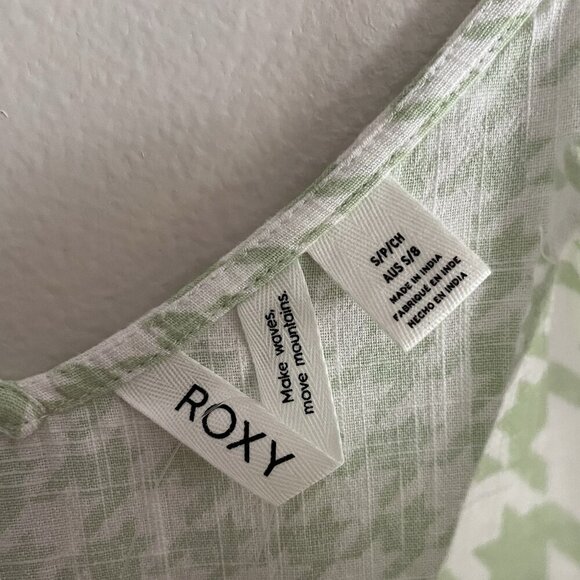 ROXY
Make waves,
move mountains.
S/P/CH
AUS S/8
MADE IN INDIA
FABRIQUÉ EN INDE
HECHO EN INDIA